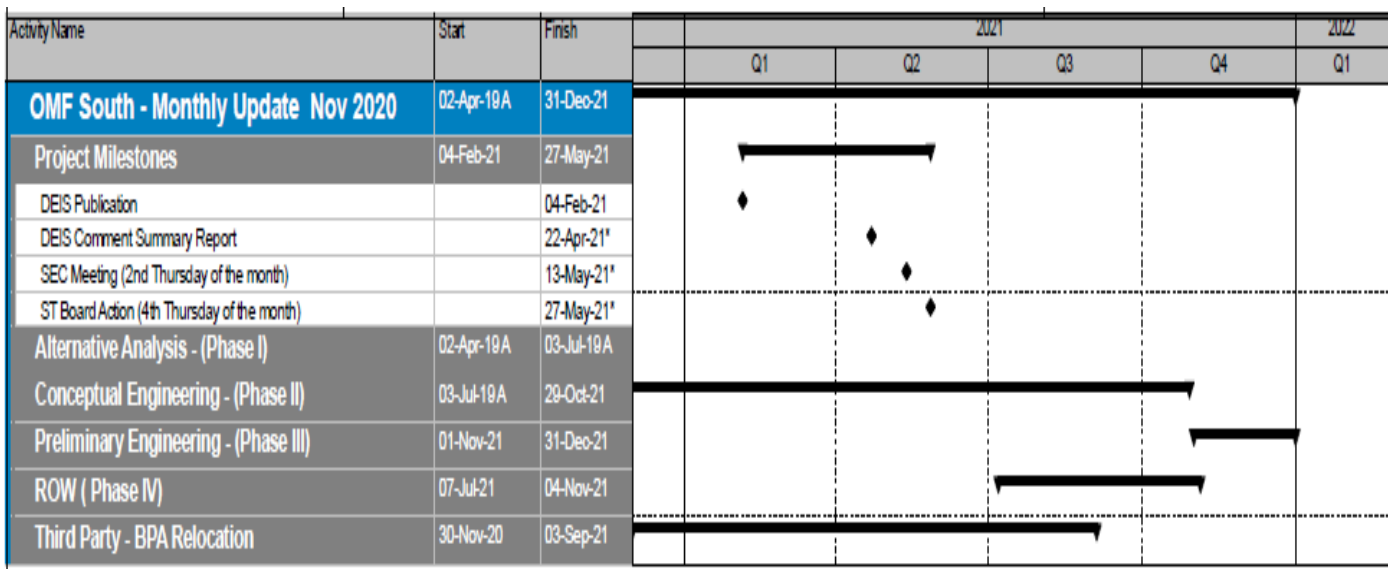 Activity Name Start Finish 2021 2022
Q1 Q2 Q3 Q4 Q1
OMF South - Monthly Update Nov 2020 02-Apr-19 A 31-Dec-21
Project Milestones 04-Feb-21 27-May-21
DEIS Publication 04-Feb-21
DEIS Comment Summary Report 22-Apr-21*
SEC Meeting (2nd Thursday of the month) 13-May-21*
ST Board Action (4th Thursday of the month) 27-May-21*
Alternative Analysis - (Phase I) 02-Apr-19 A 03-Jul-19 A
Conceptual Engineering - (Phase II) 03-Jul-19 A 29-Oct-21
Preliminary Engineering - (Phase III) 01-Nov-21 31-Dec-21
ROW ( Phase IV) 07-Jul-21 04-Nov-21
Third Party - BPA Relocation 30-Nov-20 03-Sep-21